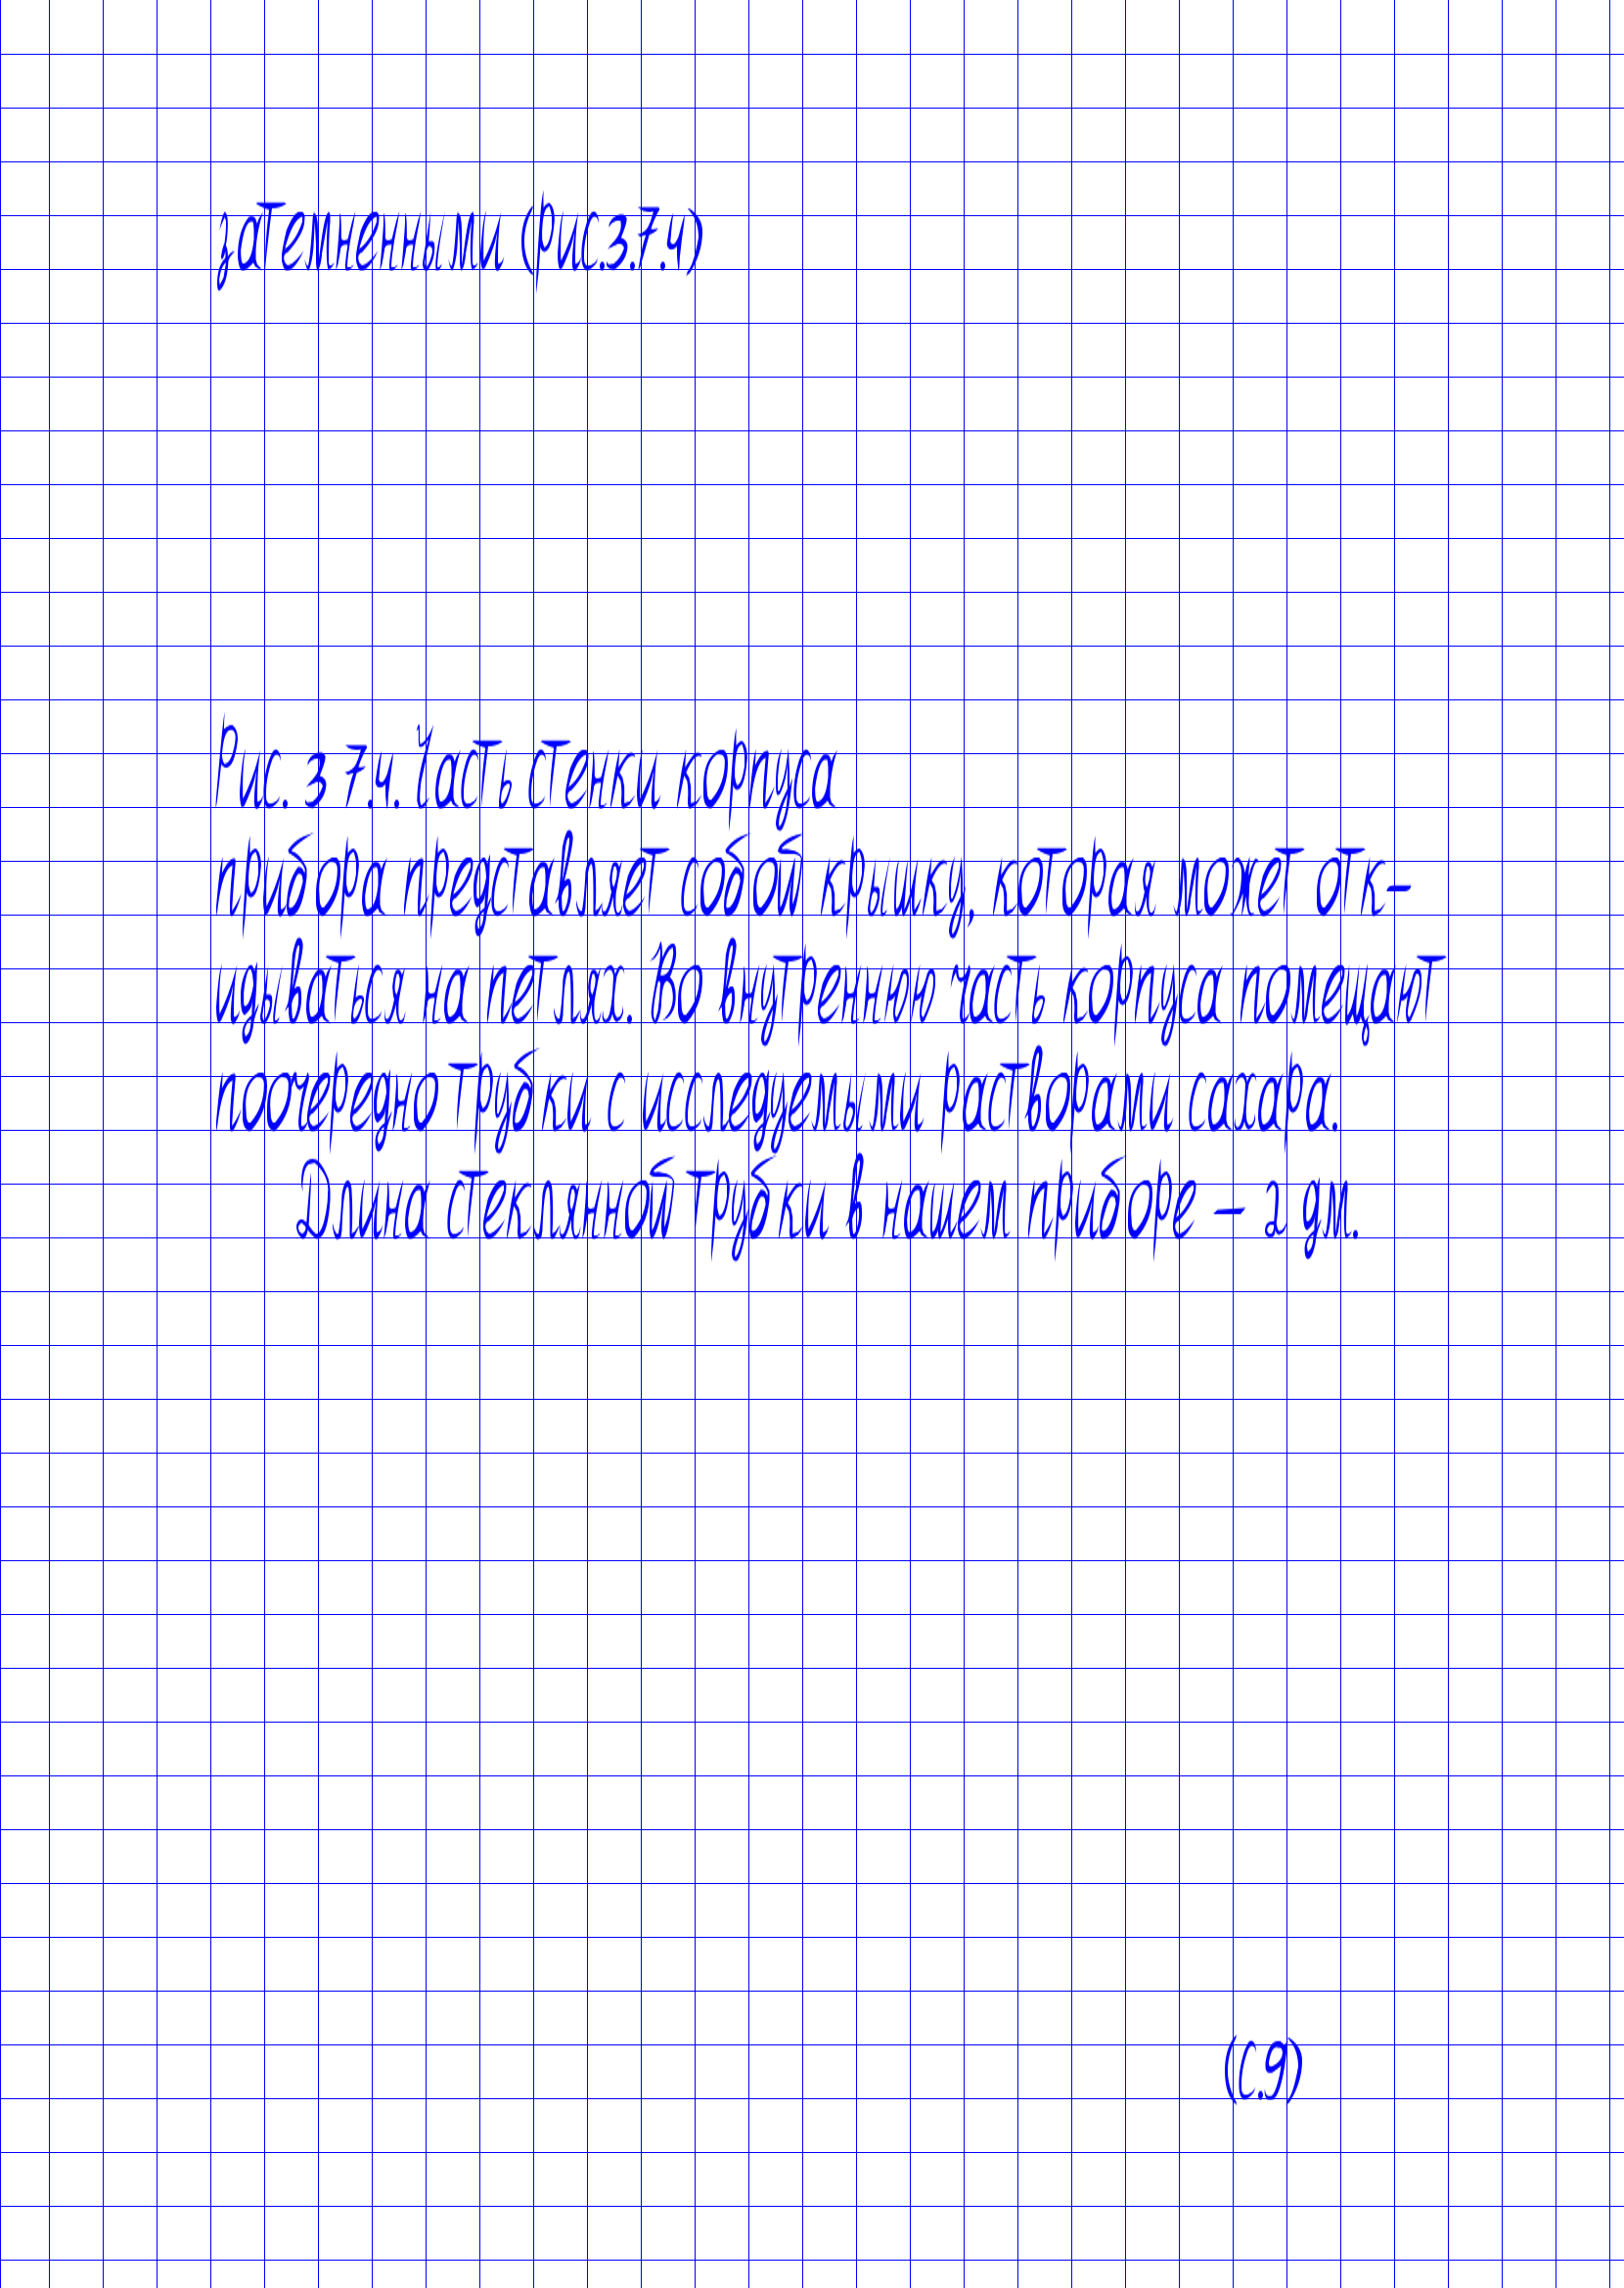 затемненными (рис.3.7.4)
Рис. 3 7.4. Часть стенки корпуса
прибора представляет собой крышку, которая может отк-
идываться на петлях. Во внутреннюю часть корпуса помещают
поочередно трубки с исследуемыми растворами сахара.
Длина стеклянной трубки в нашем приборе – 2 дм.
(с.9)